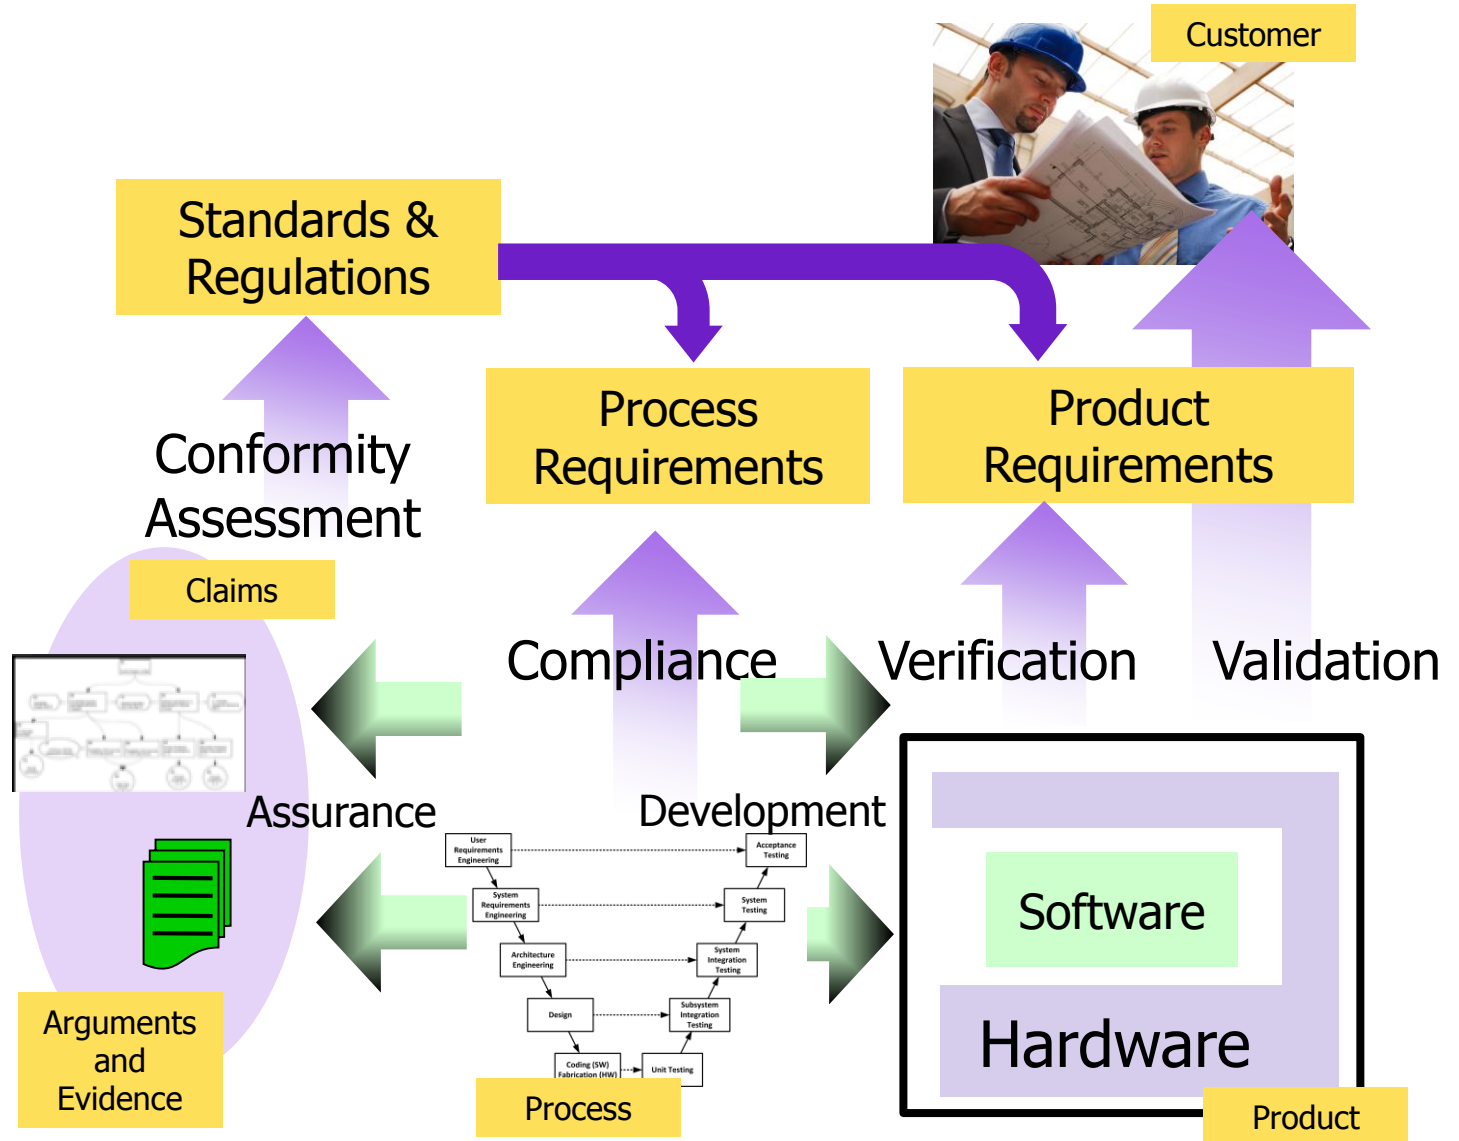 Customer
Standards &
Regulations
Process
Requirements
Product
Requirements
Conformity
Assessment
Claims
Compliance
Verification
Validation
Assurance
Development
User
Requirements
Engineering
Acceptance
Testing
System
Requirements
Engineering
System
Testing
Architecture
Engineering
System
Integration
Testing
Design
Subsystem
Integration
Testing
Coding (SW)
Fabrication (HW)
Unit Testing
Process
Software
Hardware
Product
Arguments
and
Evidence